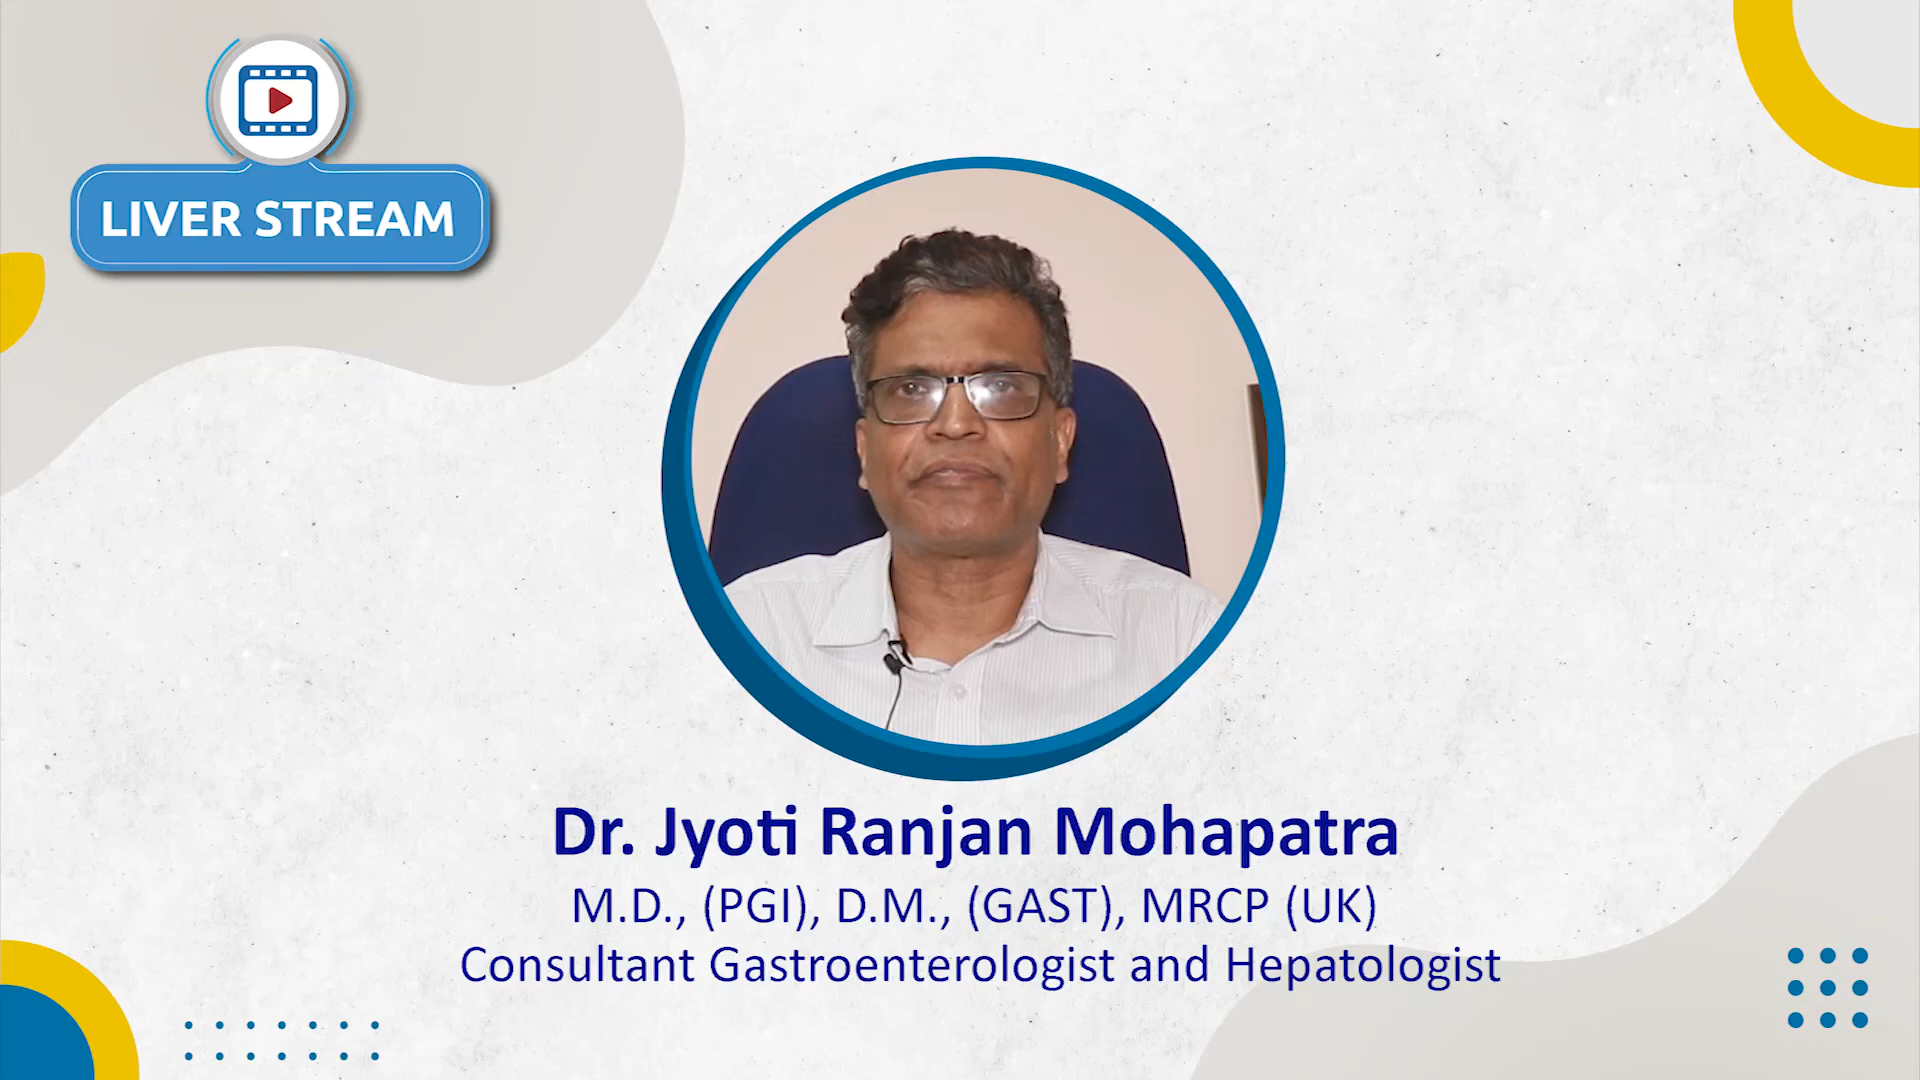 LIVER STREAM
Dr. Jyoti Ranjan Mohapatra
M.D., (PGI), D.M., (GAST), MRCP (UK)
Consultant Gastroenterologist and Hepatologist